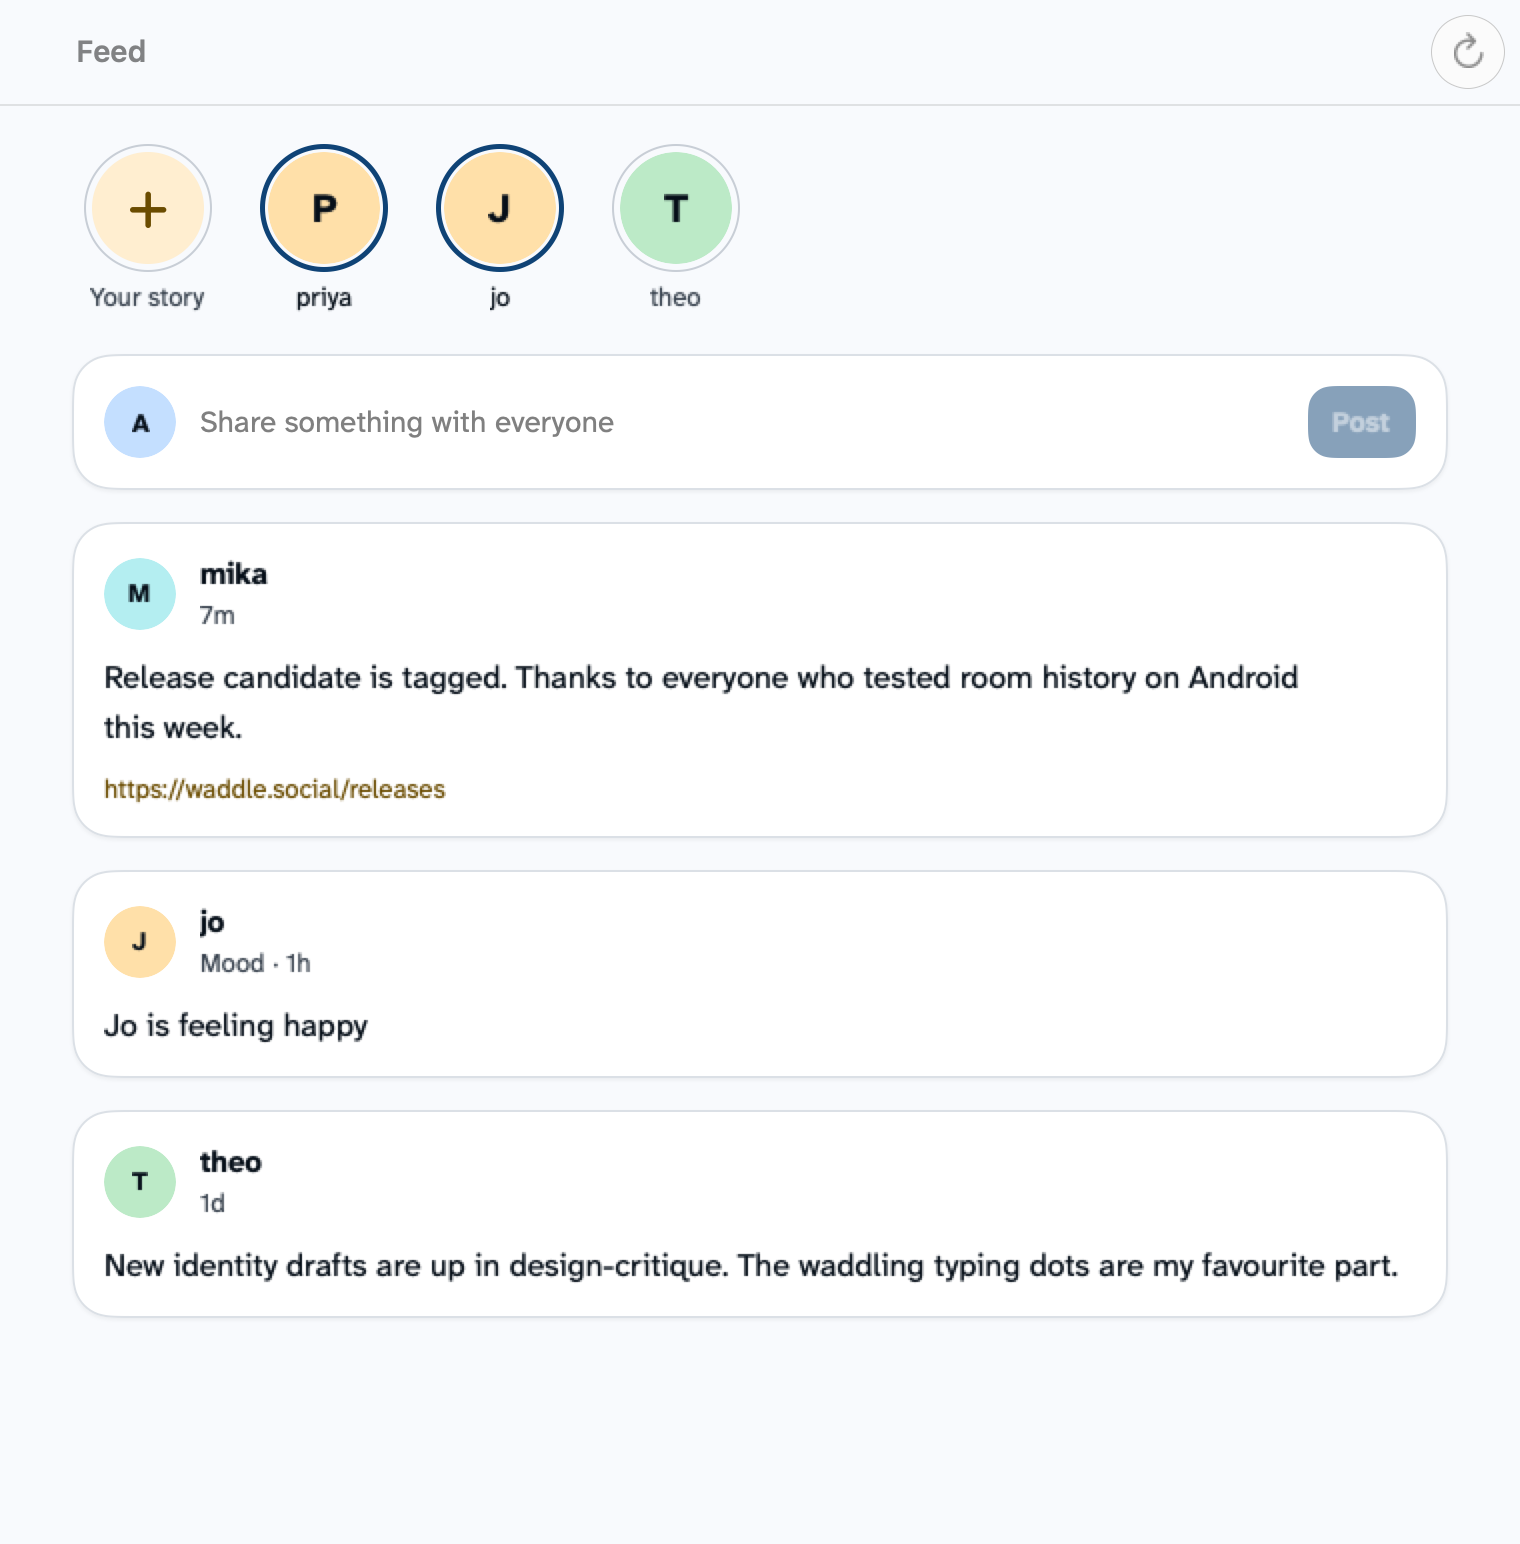 Feed
P
J
T
Your story
priya
jo
theo
A
Share something with everyone
Post
M
mika
7m
Release candidate is tagged. Thanks to everyone who tested room history on Android
this week.
https://waddle.social/releases
J
jo
Mood · 1h
Jo is feeling happy
T
theo
1d
New identity drafts are up in design-critique. The waddling typing dots are my favourite part.